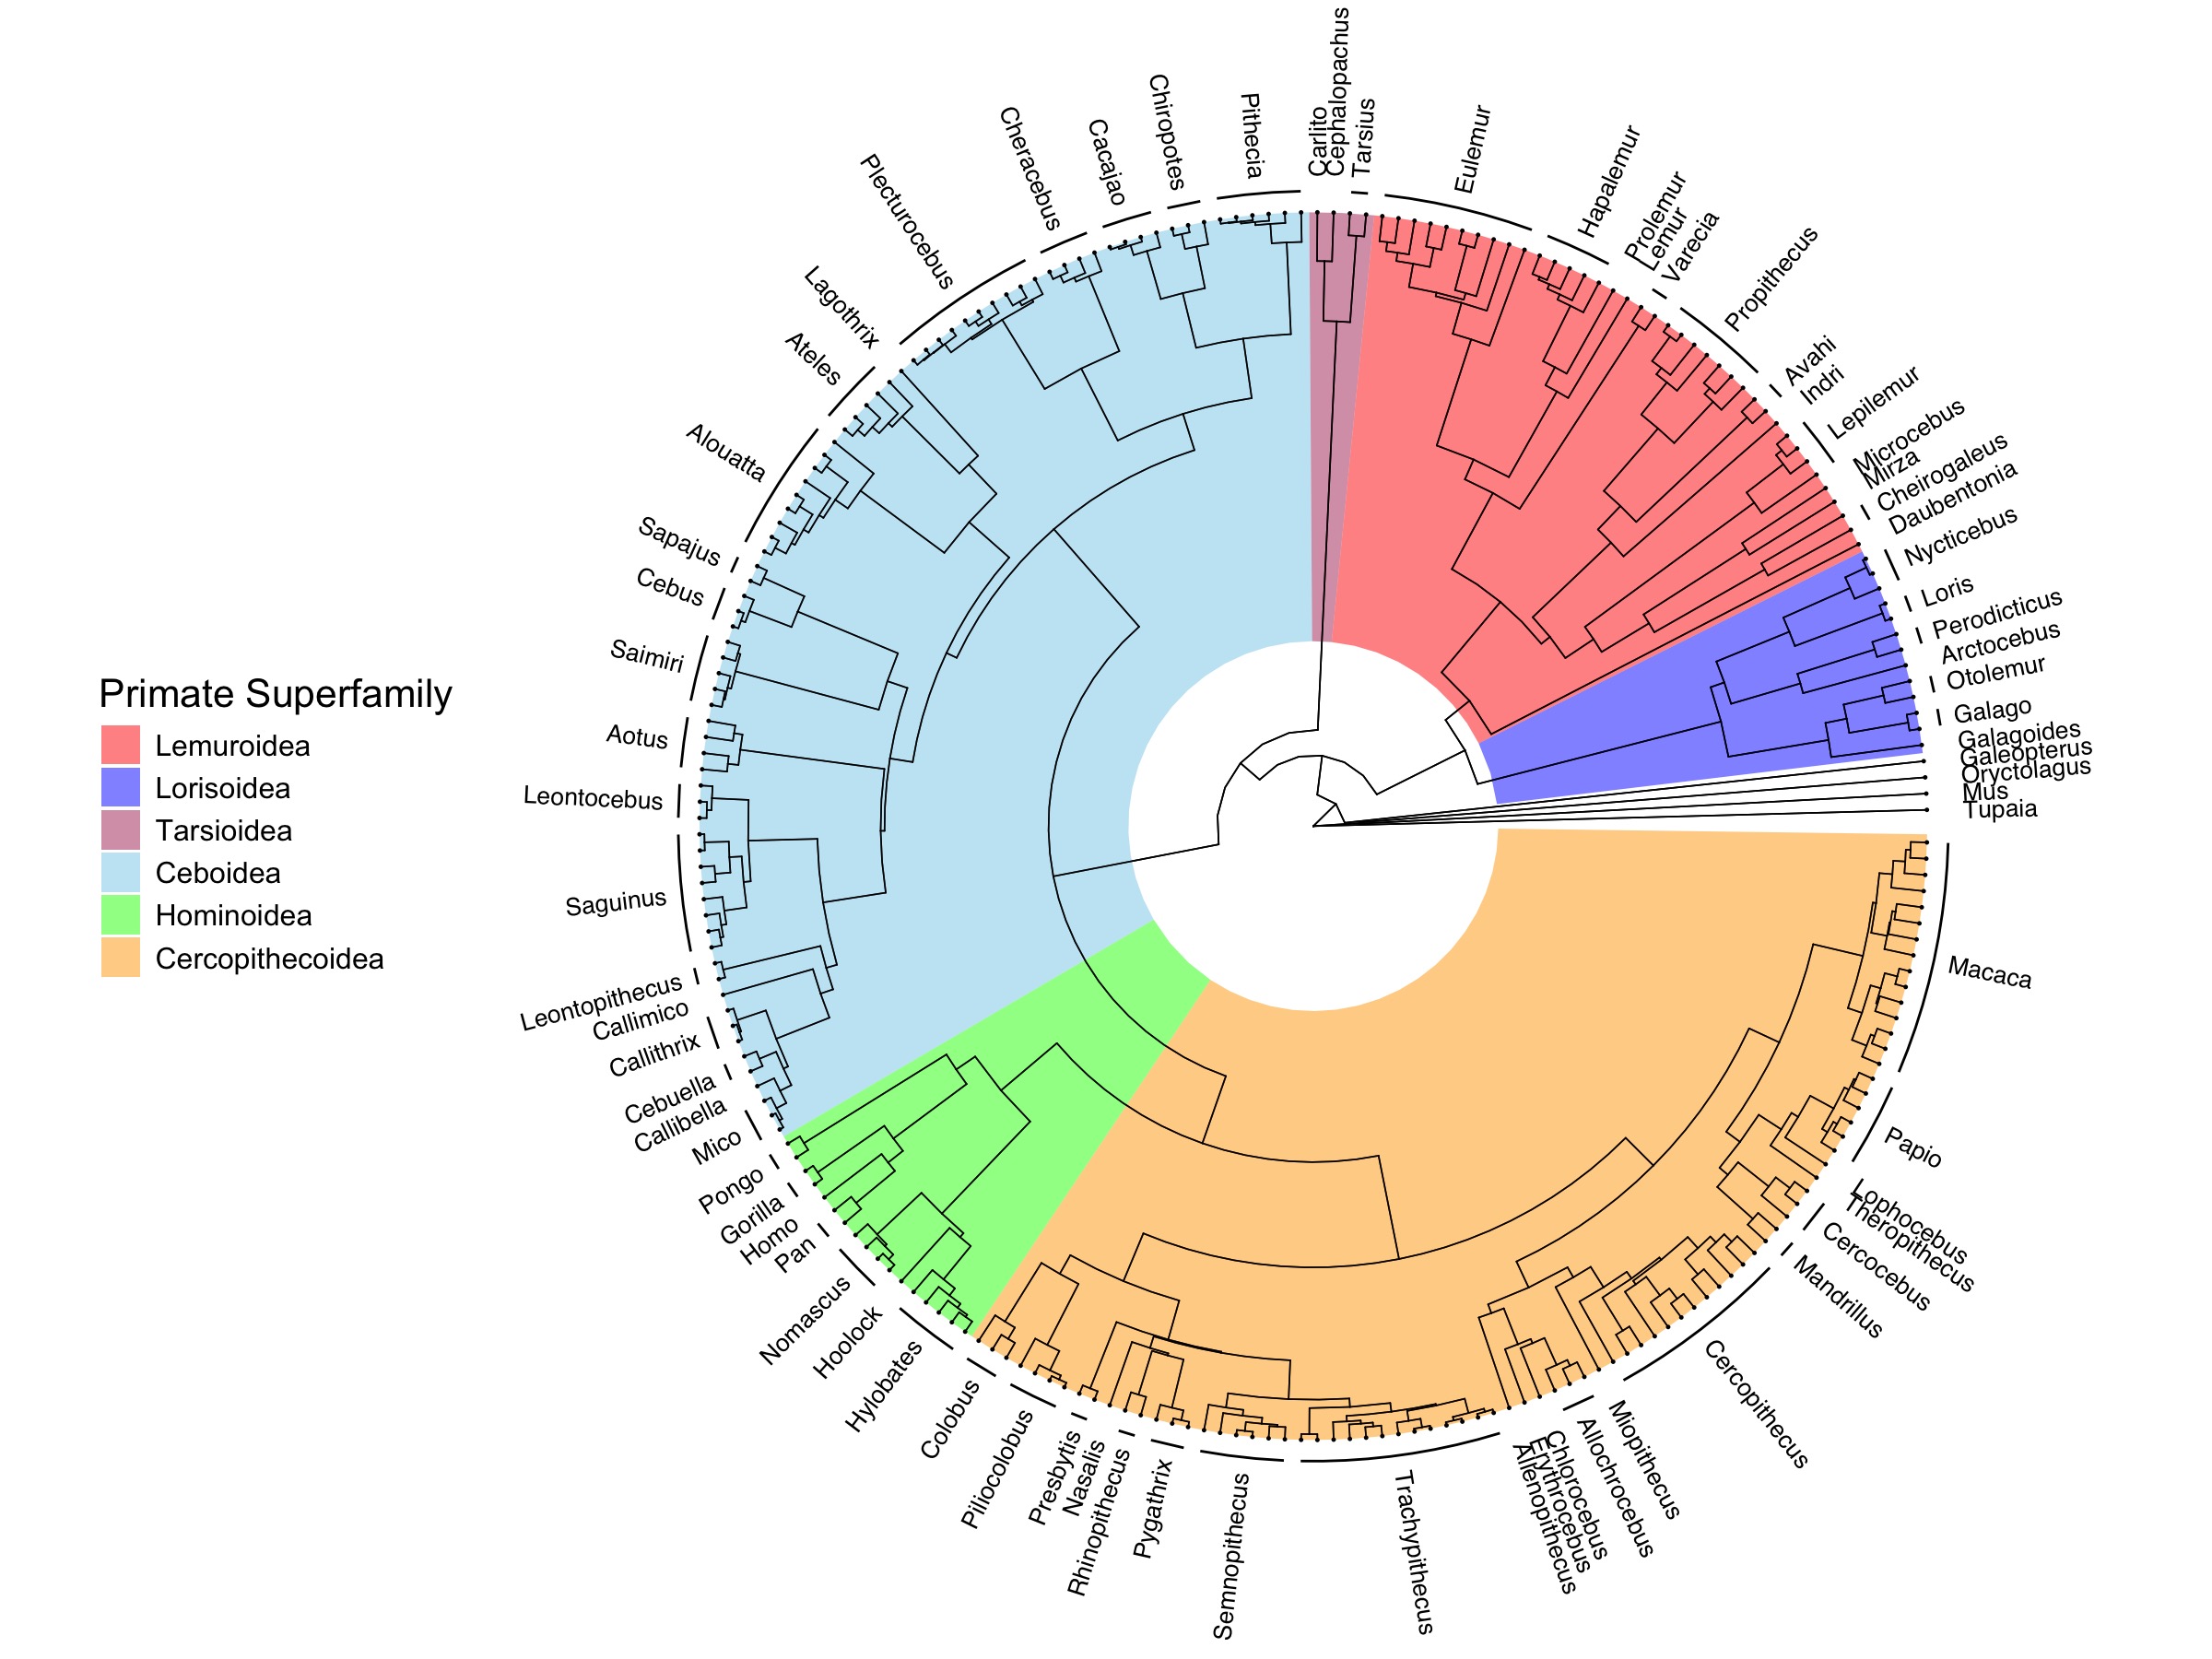 Primate Superfamily
Lemuroidea
Lorisoidea
Tarsioidea
Ceboidea
Hominoidea
Cercopithecoidea
Carlito
Cephalopachus
Tarsius
Eulemur
Hapalemur
Prolemur
Lemur
Varecia
Propithecus
Avahi
Indri
Lepilemur
Microcebus
Mirza
Cheirogaleus
Daubentonia
Nycticebus
Loris
Perodicticus
Arctocebus
Otolemur
Galago
Galagoides
Galeopterus
Oryctolagus
Mus
Tupaia
Macaca
Papio
Lophocebus
Theropithecus
Cercocebus
Mandrillus
Cercopithecus
Miopithecus
Allochrocebus
Chlorocebus
Erythrocebus
Allenopithecus
Trachypithecus
Semnopithecus
Pygathrix
Rhinopithecus
Nasalis
Presbytis
Piliocolobus
Colobus
Hylobates
Hoolock
Nomascus
Pan
Homo
Gorilla
Pongo
Mico
Callibella
Cebuella
Callithrix
Callimico
Leontopithecus
Saguinus
Leontocebus
Aotus
Saimiri
Cebus
Sapajus
Alouatta
Ateles
Lagothrix
Plecturocebus
Cheracebus
Cacajao
Chiropotes
Pithecia